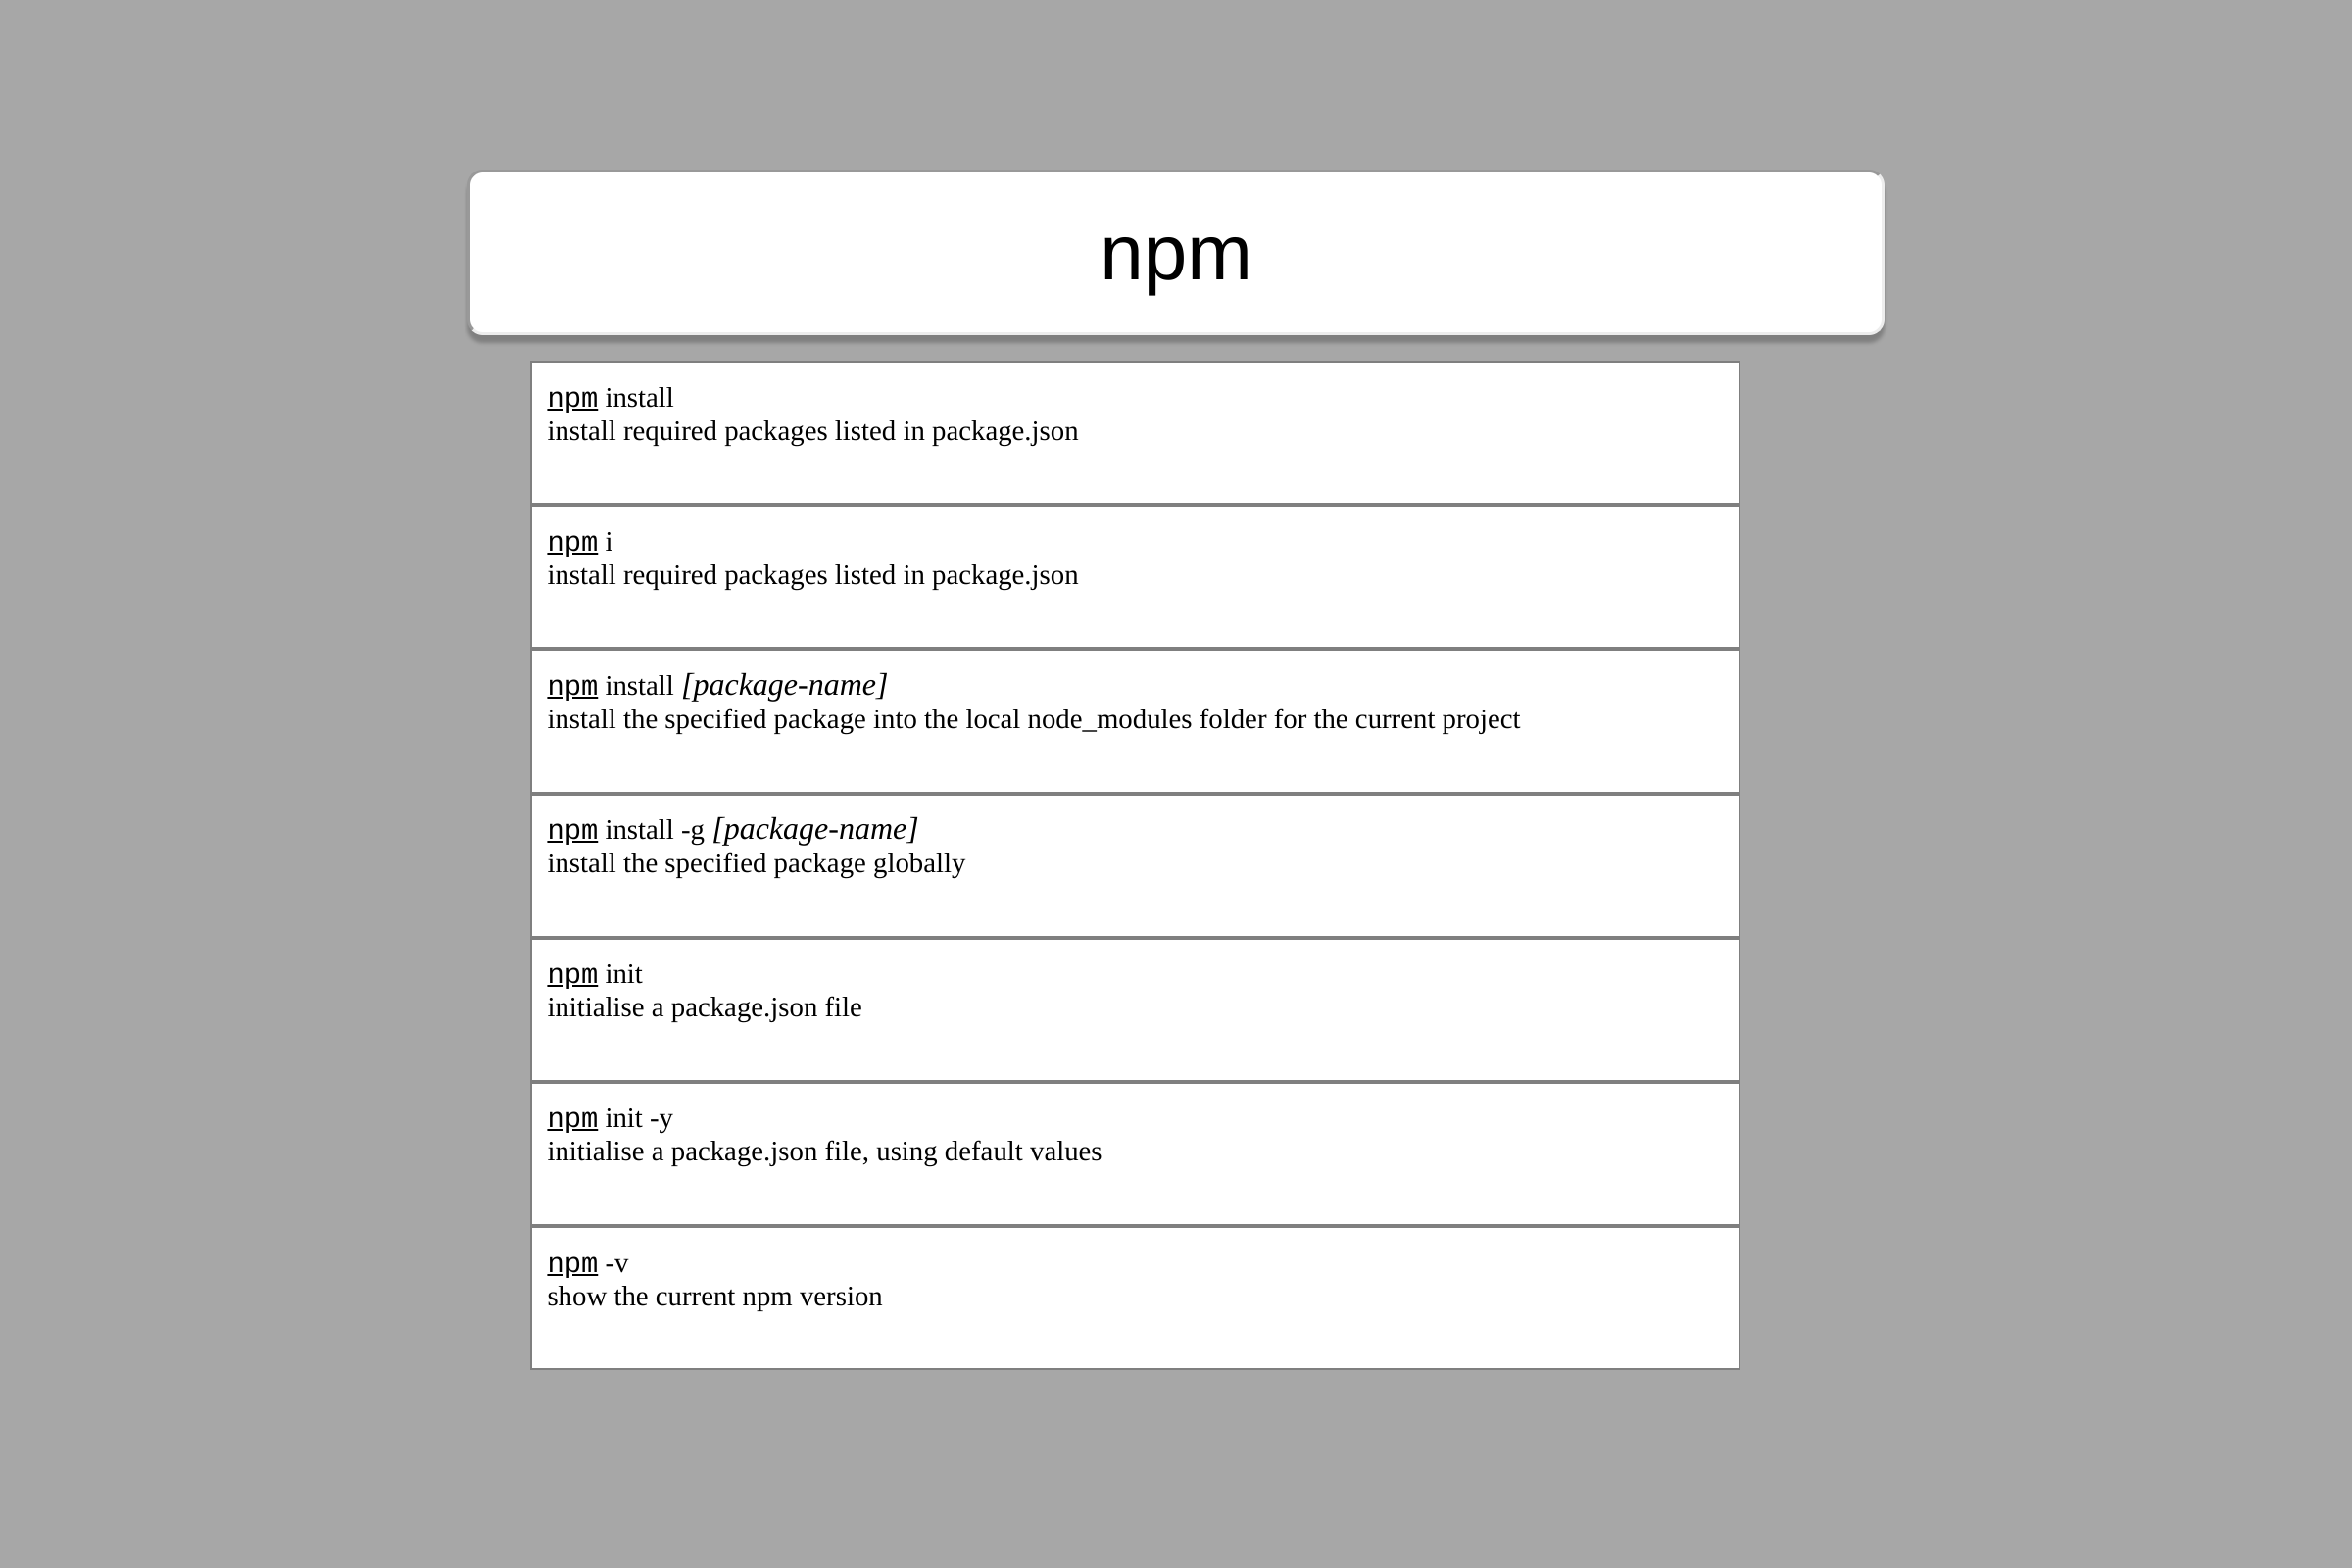 npm
npm install
install required packages listed in package.json
npm i
install required packages listed in package.json
npm install [package-name]
install the specified package into the local node_modules folder for the current project
npm install -g [package-name]
install the specified package globally
npm init
initialise a package.json file
npm init -y
initialise a package.json file, using default values
npm -v
show the current npm version